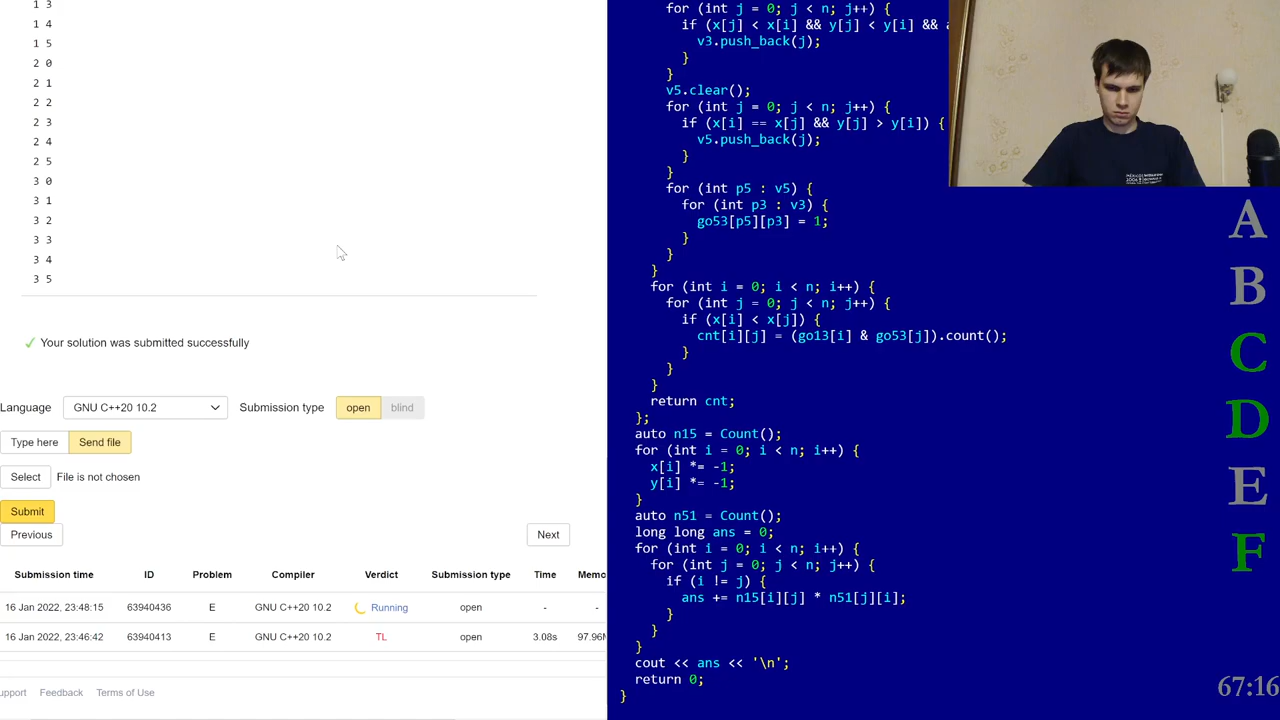 1 3
1 4
1 5
2 0
2 1
2 2
2 3
2 4
2 5
3 0
3 1
3 2
3 3
3 4
3 5
Your solution was submitted successfully
Language GNU C++20 10.2 Submission type open blind
Type here Send file
Select File is not chosen
Submit
Previous Next
Submission time ID Problem Compiler Verdict Submission type Time Memo
16 Jan 2022, 23:48:15 63940436 E GNU C++20 10.2 Running open - -
16 Jan 2022, 23:46:42 63940413 E GNU C++20 10.2 TL open 3.08s 97.96M
upport Feedback Terms of Use
for (int j = 0; j < n; j++) {
if (x[j] < x[i] && y[j] < y[i] &&
v3.push_back(j);
}
}
v5.clear();
for (int j = 0; j < n; j++) {
if (x[i] == x[j] && y[j] > y[i]) {
v5.push_back(j);
}
}
for (int p5 : v5) {
for (int p3 : v3) {
go53[p5][p3] = 1;
}
}
}
for (int i = 0; i < n; i++) {
for (int j = 0; j < n; j++) {
if (x[i] < x[j]) {
cnt[i][j] = (go13[i] & go53[j]).count();
}
}
}
return cnt;
};
auto n15 = Count();
for (int i = 0; i < n; i++) {
x[i] *= -1;
y[i] *= -1;
}
auto n51 = Count();
long long ans = 0;
for (int i = 0; i < n; i++) {
for (int j = 0; j < n; j++) {
if (i != j) {
ans += n15[i][j] * n51[j][i];
}
}
}
cout << ans << '\n';
return 0;
}
A
B
C
D
E
F
67:16